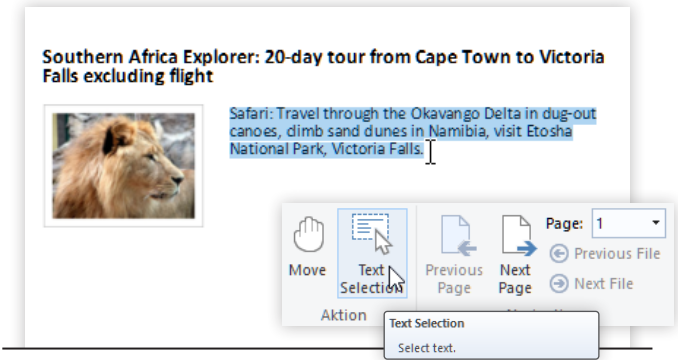 Southern Africa Explorer: 20-day tour from Cape Town to Victoria
Falls excluding flight
Safari: Travel through the Okavango Delta in dug-out
canoes, climb sand dunes in Namibia, visit Etosha
National Park, Victoria Falls.
Move
Text
Selection
Previous
Page
Next
Page
Page: 1
Previous File
Next File
Aktion
Text Selection
Select text.